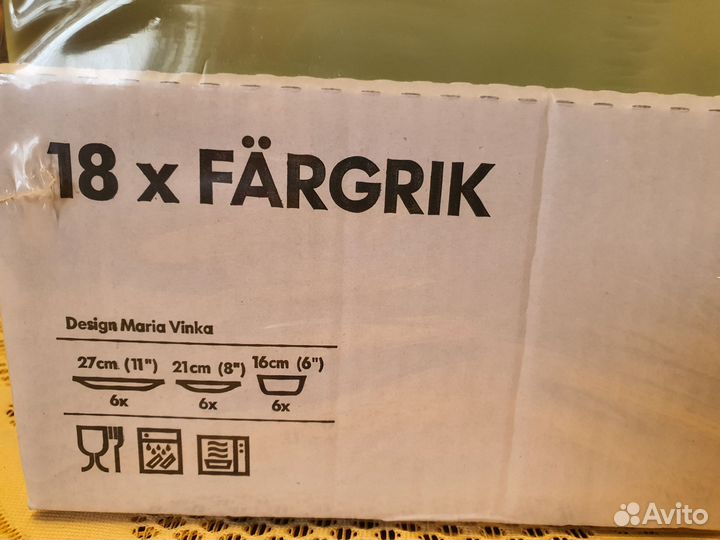 18 x FÄRGRIK
Design Maria Vinka
27cm (11") 21cm (8") 16cm (6")
6x 6x 6x
Avito